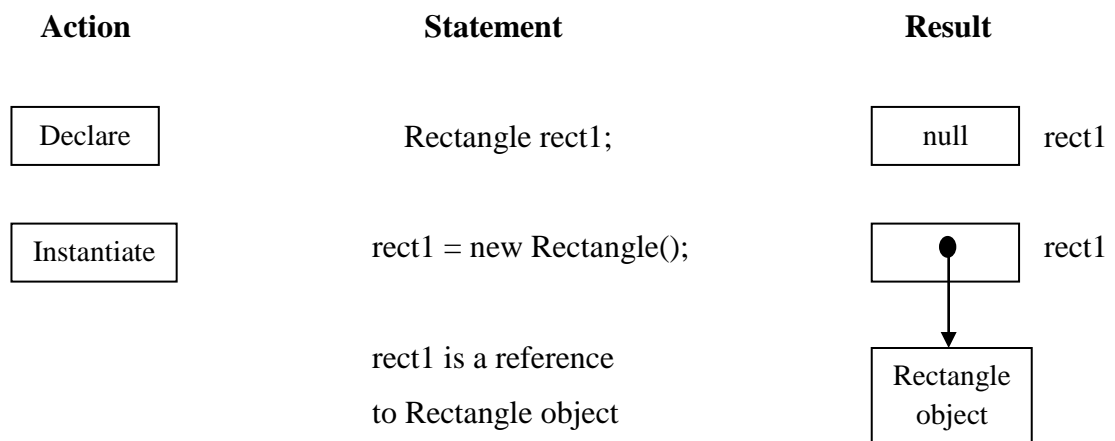 Action Statement Result
Declare Rectangle rect1; null rect1
Instantiate rect1 = new Rectangle(); rect1
rect1 is a reference
to Rectangle object
Rectangle
object